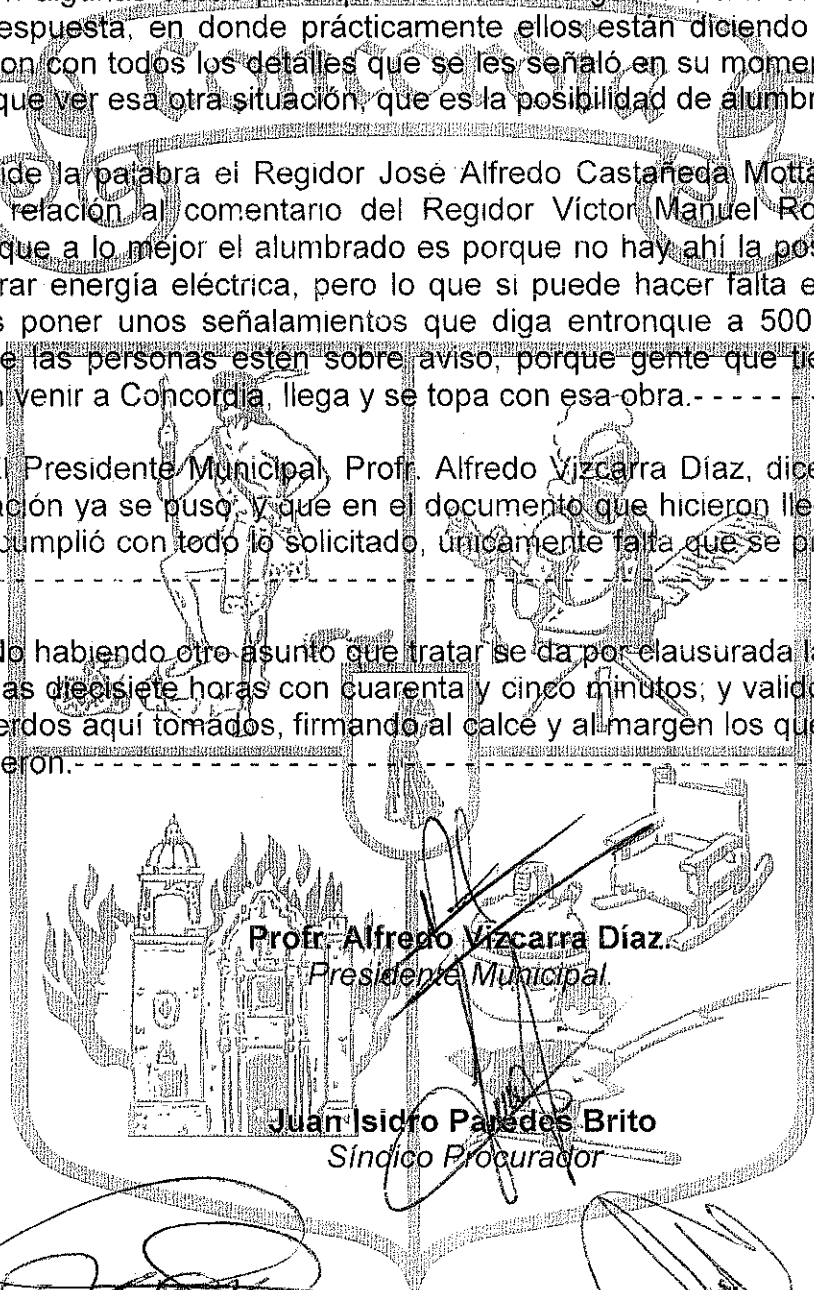 espuesta, en donde prácticamente ellos están diciendo
on con todos los detalles que se les señaló en su momen
que ver esa otra situación, que es la posibilidad de alumbr
ide la palabra el Regidor José Alfredo Castañeda Motta
relación al comentario del Regidor Víctor Manuel Ro
que a lo mejor el alumbrado es porque no hay ahí la pos
rar energía eléctrica, pero lo que si puede hacer falta e
s poner unos señalamientos que diga entronque a 500
e las personas estén sobre aviso, porque gente que tie
venir a Concordia, llega y se topa con esa obra.- - - - - -
l Presidente Municipal, Profr. Alfredo Vizcarra Díaz, dice
ación ya se puso, y que en el documento que hicieron lle
cumplió con todo lo solicitado, únicamente falta que se pr
- - - - - - - - - - - - - - - - - - - - - - - - - - - - - - - - - - - - - -
lo habiendo otro asunto que tratar se da por clausurada la
as diecisiete horas con cuarenta y cinco minutos; y valido
erdos aquí tomados, firmando al calce y al margen los que
eron.- - - - - - - - - - - - - - - - - - - - - - - - - - - - - - - - - -
Profr. Alfredo Vizcarra Díaz.
Presidente Municipal.
Juan Isidro Paredes Brito
Síndico Procurador